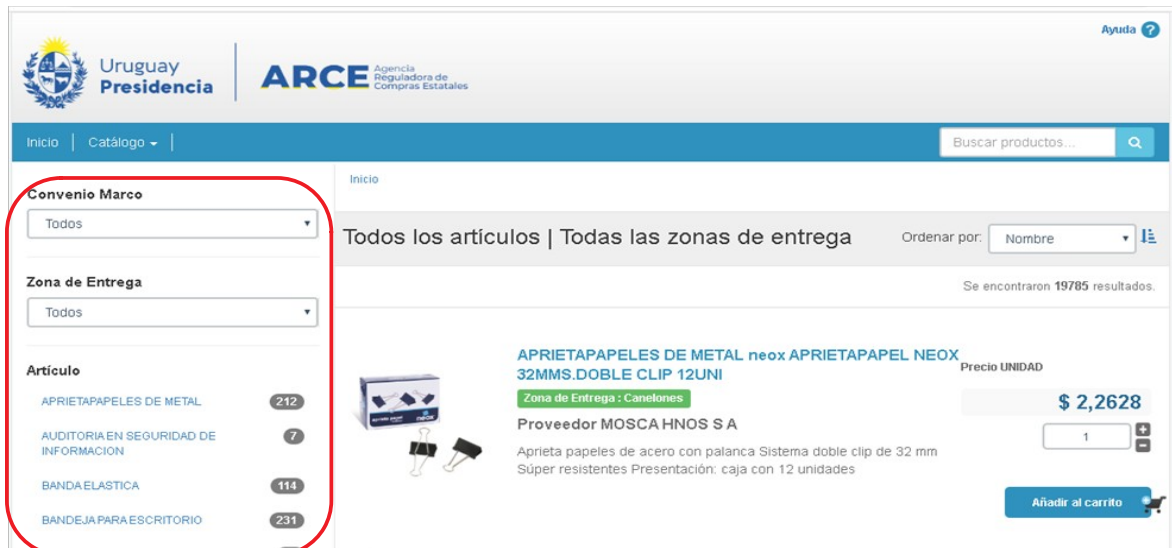 Ayuda ?
Uruguay
Presidencia
ARCE
Agencia
Reguladora de
Compras Estatales
Inicio | Catálogo |
Buscar productos...
Convenio Marco
Todos
Zona de Entrega
Todos
Artículo
APRIETAPAPELES DE METAL 212
AUDITORIA EN SEGURIDAD DE
INFORMACION 7
BANDA ELASTICA 114
BANDEJA PARA ESCRITORIO 231
Inicio
Todos los artículos | Todas las zonas de entrega
Ordenar por: Nombre
Se encontraron 19785 resultados.
APRIETAPAPELES DE METAL neox APRIETAPAPEL NEOX
32MMS.DOBLE CLIP 12UNI
Zona de Entrega : Canelones
Proveedor MOSCA HNOS S A
Aprieta papeles de acero con palanca Sistema doble clip de 32 mm
Súper resistentes Presentación: caja con 12 unidades
Precio UNIDAD
$ 2,2628
1
Añadir al carrito